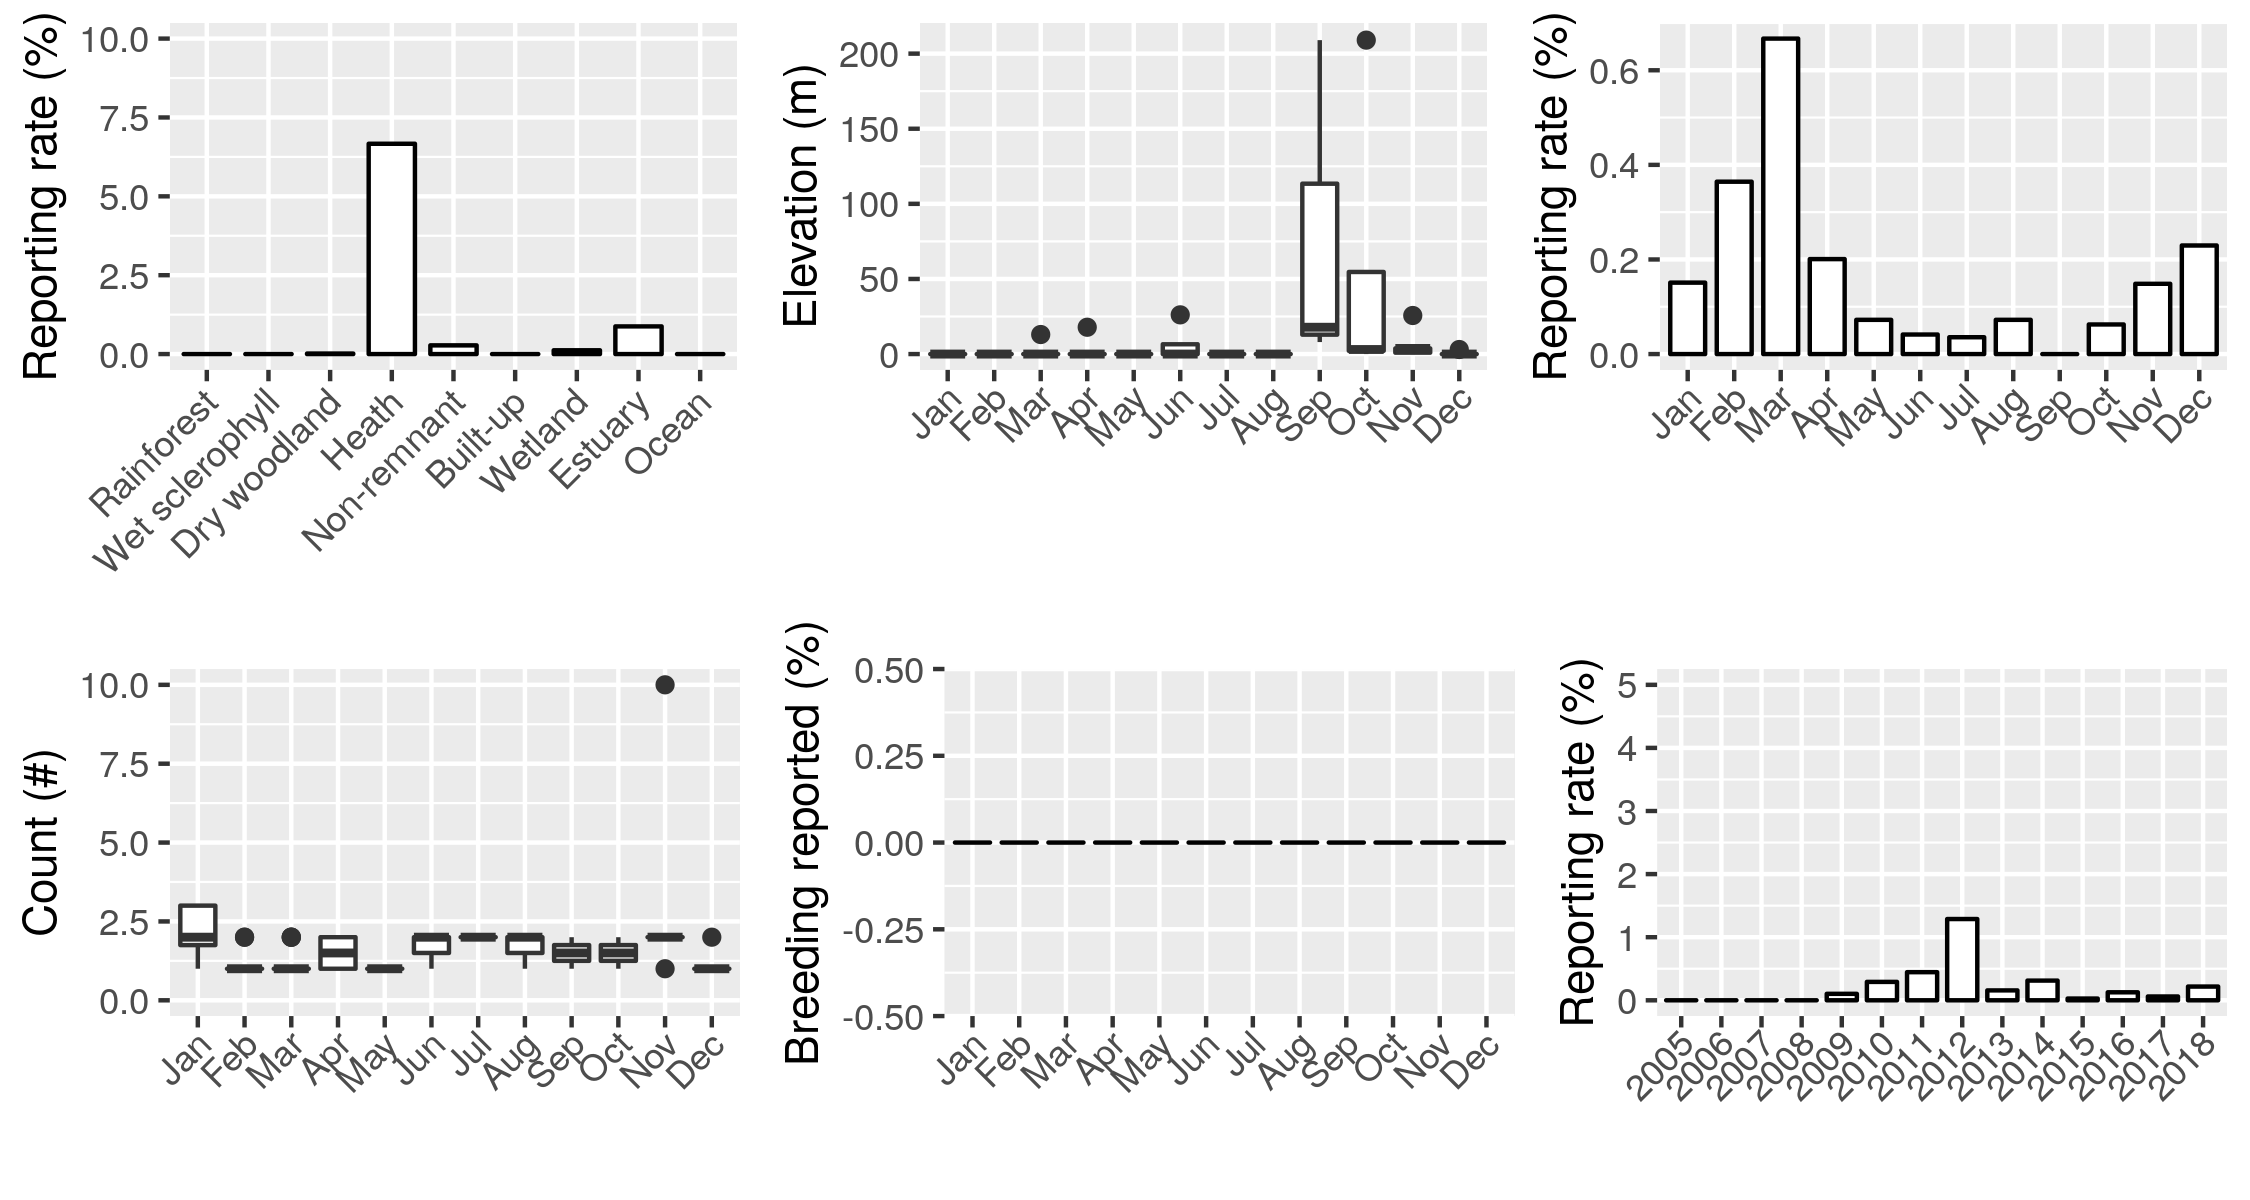 Reporting rate (%)
10.0
7.5
5.0
2.5
0.0
Rainforest
Wet sclerophyll
Dry woodland
Heath
Non-remnant
Built-up
Wetland
Estuary
Ocean
Elevation (m)
200
150
100
50
0
Jan
Feb
Mar
Apr
May
Jun
Jul
Aug
Sep
Oct
Nov
Dec
Reporting rate (%)
0.6
0.4
0.2
0.0
Jan
Feb
Mar
Apr
May
Jun
Jul
Aug
Sep
Oct
Nov
Dec
Count (#)
10.0
7.5
5.0
2.5
0.0
Jan
Feb
Mar
Apr
May
Jun
Jul
Aug
Sep
Oct
Nov
Dec
Breeding reported (%)
0.50
0.25
0.00
-0.25
-0.50
Jan
Feb
Mar
Apr
May
Jun
Jul
Aug
Sep
Oct
Nov
Dec
Reporting rate (%)
5
4
3
2
1
0
2005
2006
2007
2008
2009
2010
2011
2012
2013
2014
2015
2016
2017
2018